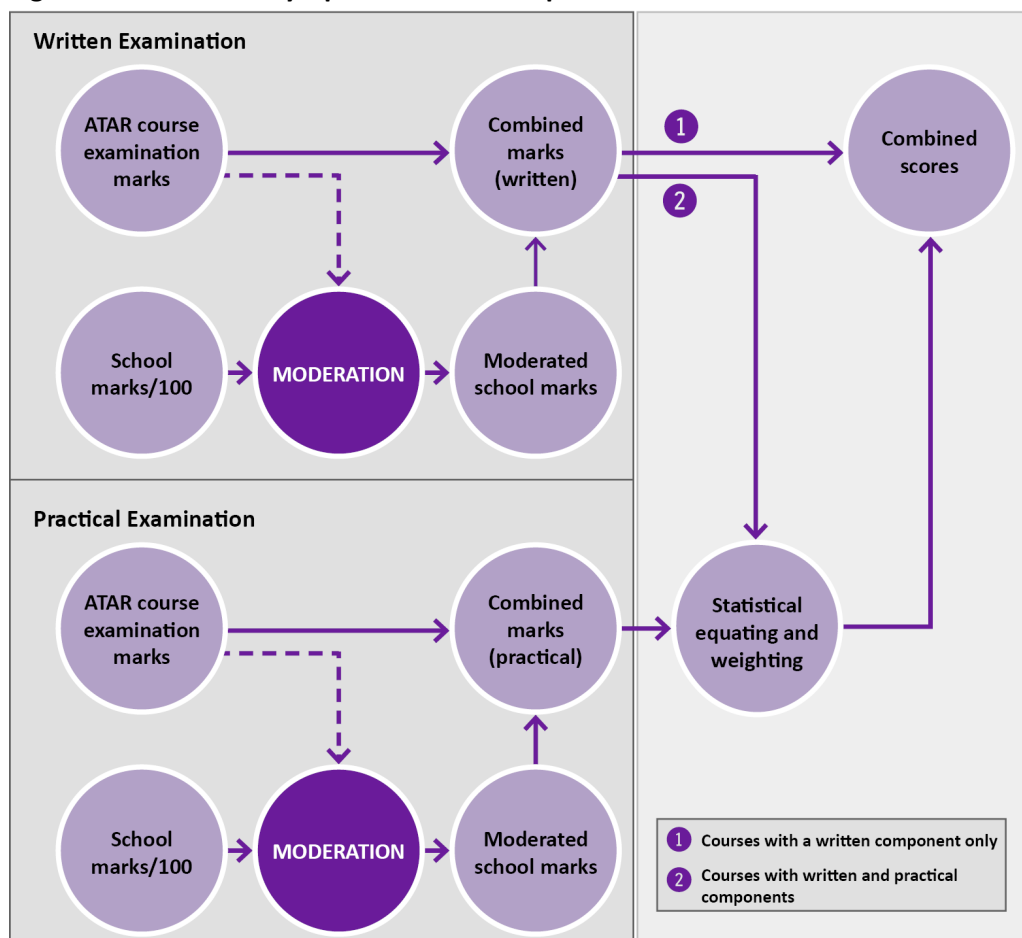 Written Examination
ATAR course
examination
marks
Combined
marks
(written)
1
2
Combined
scores
School
marks/100
MODERATION
Moderated
school marks
Practical Examination
ATAR course
examination
marks
Combined
marks
(practical)
Statistical
equating and
weighting
School
marks/100
MODERATION
Moderated
school marks
1 Courses with a written component only
2 Courses with written and practical
components